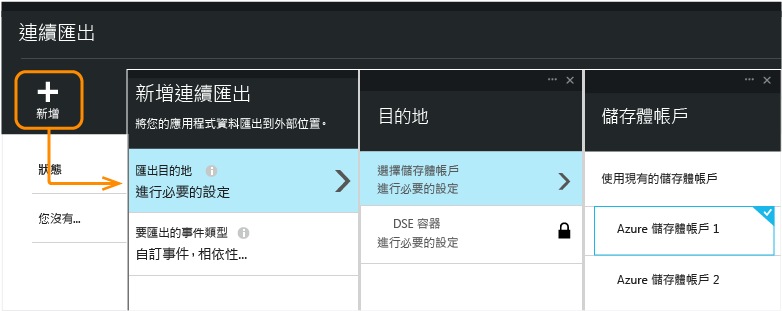 連續匯出
新增
狀態
您沒有...
新增連續匯出
將您的應用程式資料匯出到外部位置。
匯出目的地
進行必要的設定
要匯出的事件類型
自訂事件，相依性...
目的地
選擇儲存體帳戶
進行必要的設定
DSE 容器
進行必要的設定
儲存體帳戶
使用現有的儲存體帳戶
Azure 儲存體帳戶 1
Azure 儲存體帳戶 2